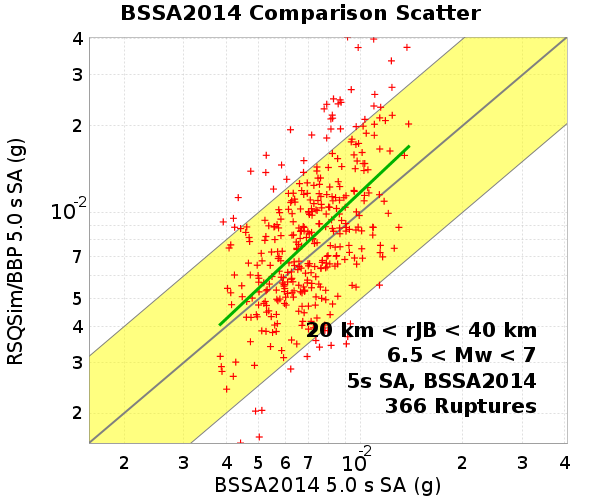 BSSA2014 Comparison Scatter
RSQSim/BBP 5.0 s SA (g)
4
3
2
10-2
7
6
5
4
3
2
20 km < rJB < 40 km
6.5 < Mw < 7
5s SA, BSSA2014
366 Ruptures
2 3 4 5 6 7 10-2 2 3 4
BSSA2014 5.0 s SA (g)